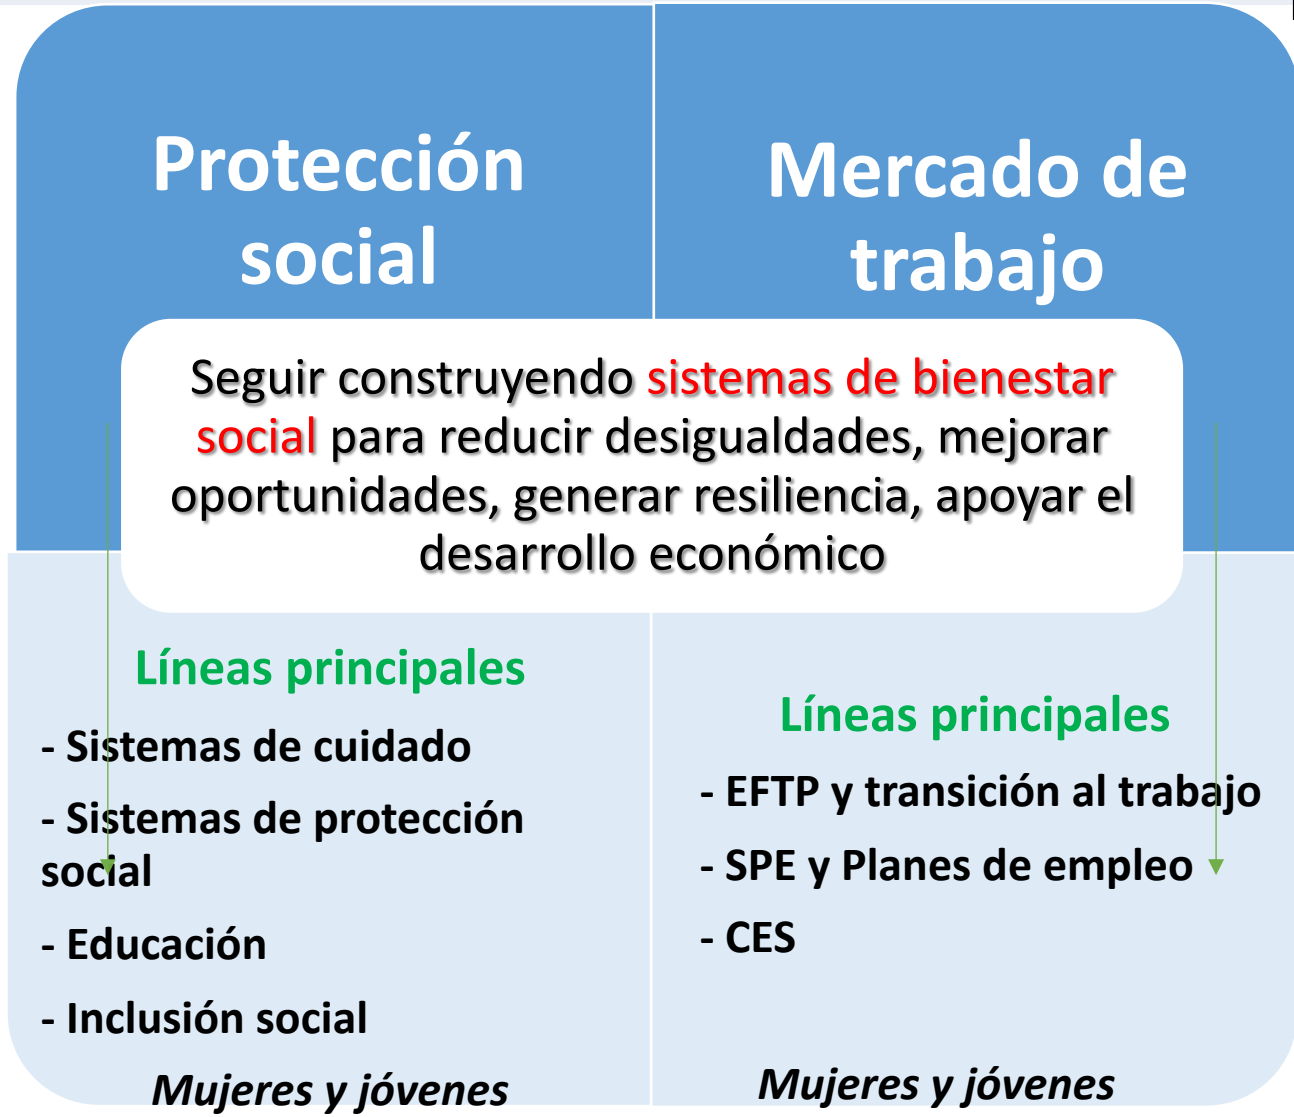 Protección
social
Mercado de
trabajo
Seguir construyendo sistemas de bienestar
social para reducir desigualdades, mejorar
oportunidades, generar resiliencia, apoyar el
desarrollo económico
Líneas principales
- Sistemas de cuidado
- Sistemas de protección
social
- Educación
- Inclusión social
Mujeres y jóvenes
Líneas principales
- EFTP y transición al trabajo
- SPE y Planes de empleo
- CES
Mujeres y jóvenes